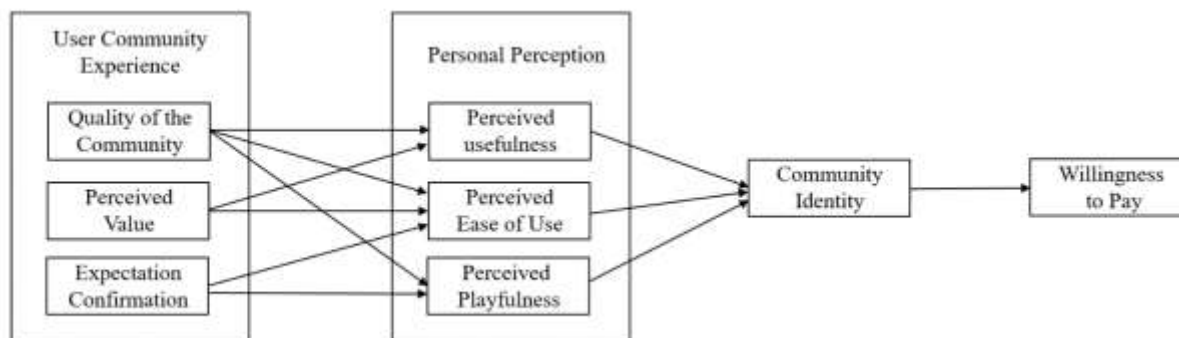 User Community
Experience
Quality of the
Community
Perceived
Value
Expectation
Confirmation
Personal Perception
Perceived
usefulness
Perceived
Ease of Use
Perceived
Playfulness
Community
Identity
Willingness
to Pay